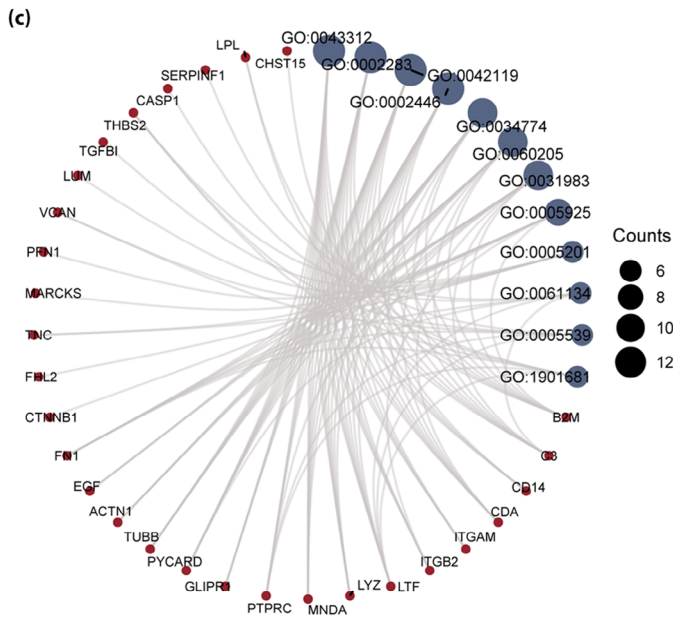 (c)
LPL
CHST15
GO:0043312
GO:0002283
GO:0042119
SERPINF1
GO:0002446
CASP1
THBS2
GO:0034774
TGFBI
GO:0060205
LUM
GO:0031983
VCAN
GO:0005925
Counts
PFN1
GO:0005201
6
MARCKS
GO:0061134
8
10
TNC
GO:0005539
12
FHL2
GO:1901681
CTNNB1
B2M
FN1
C3
EGF
CD14
ACTN1
CDA
TUBB
ITGAM
PYCARD
ITGB2
GLIPR1
LYZ
LTF
PTPRC
MNDA